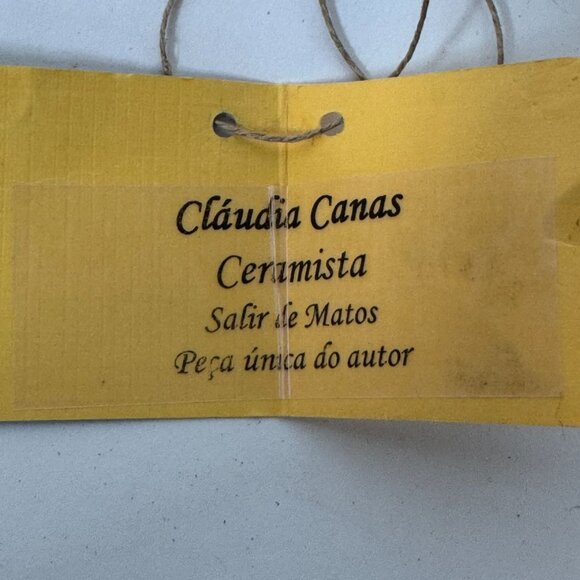 Cláudia Canas
Ceramista
Salir de Matos
Peça única do autor